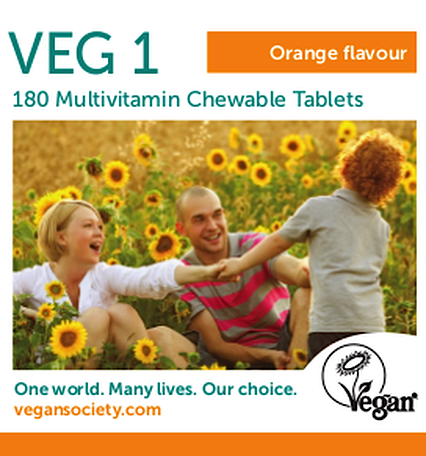 VEG 1
Orange flavour
180 Multivitamin Chewable Tablets
One world. Many lives. Our choice.
vegansociety.com
Vegan